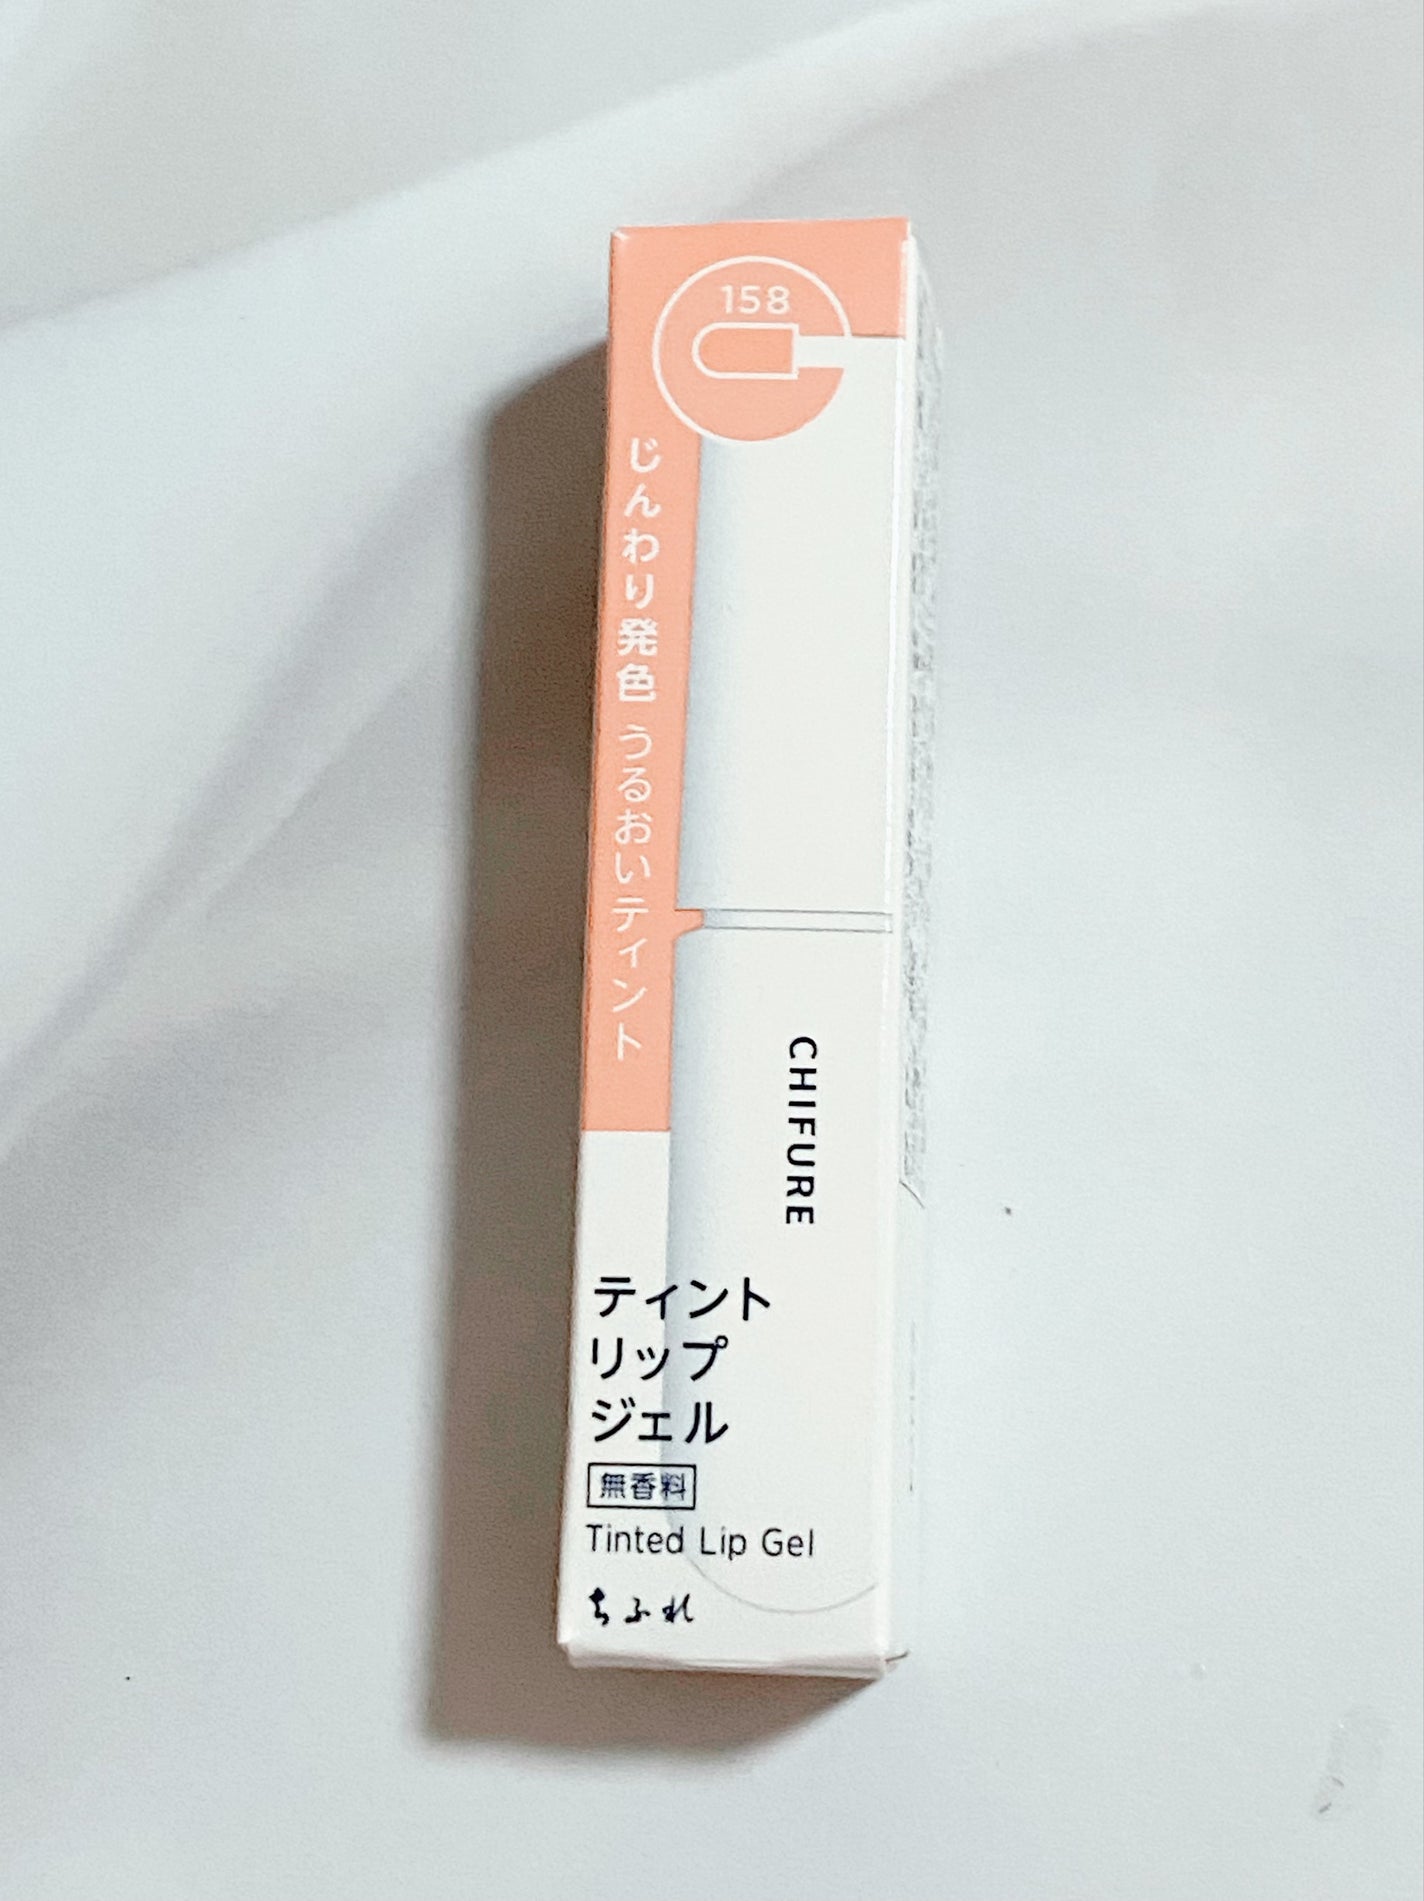 158
じんわり発色 うるおいティント
CHIFURE
ティント
リップ
ジェル
無香料
Tinted Lip Gel
ちふれ